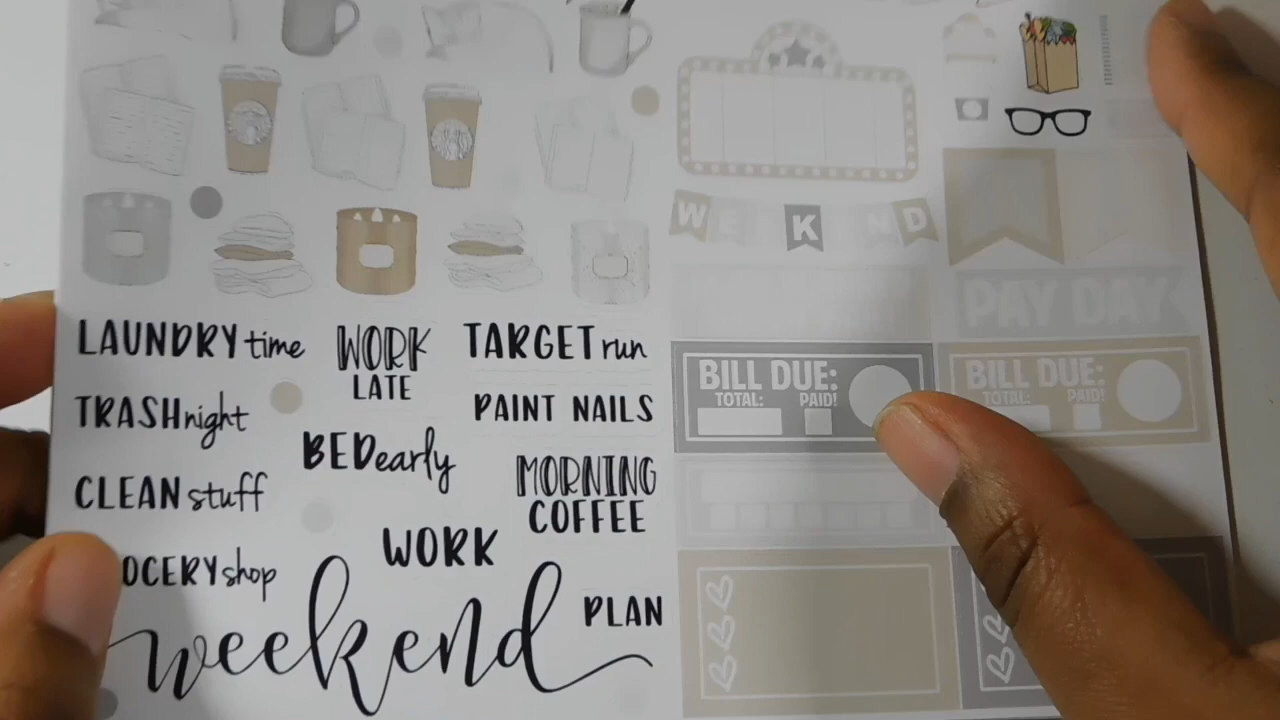 WEEKEND
PAY DAY
LAUNDRY time
WORK
LATE
TARGET run
BILL DUE:
TOTAL: PAID!
BILL DUE:
TOTAL: PAID!
TRASH night
PAINT NAILS
BED early
CLEAN stuff
MORNING
COFFEE
WORK
OCERY shop
PLAN
weekend